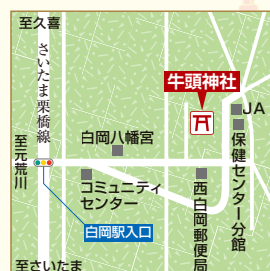 至久喜
さいたま栗橋線
牛頭神社
JA
保健センター分館
白岡八幡宮
至元荒川
コミュニティ
センター
西白岡郵便局
白岡駅入口
至さいたま